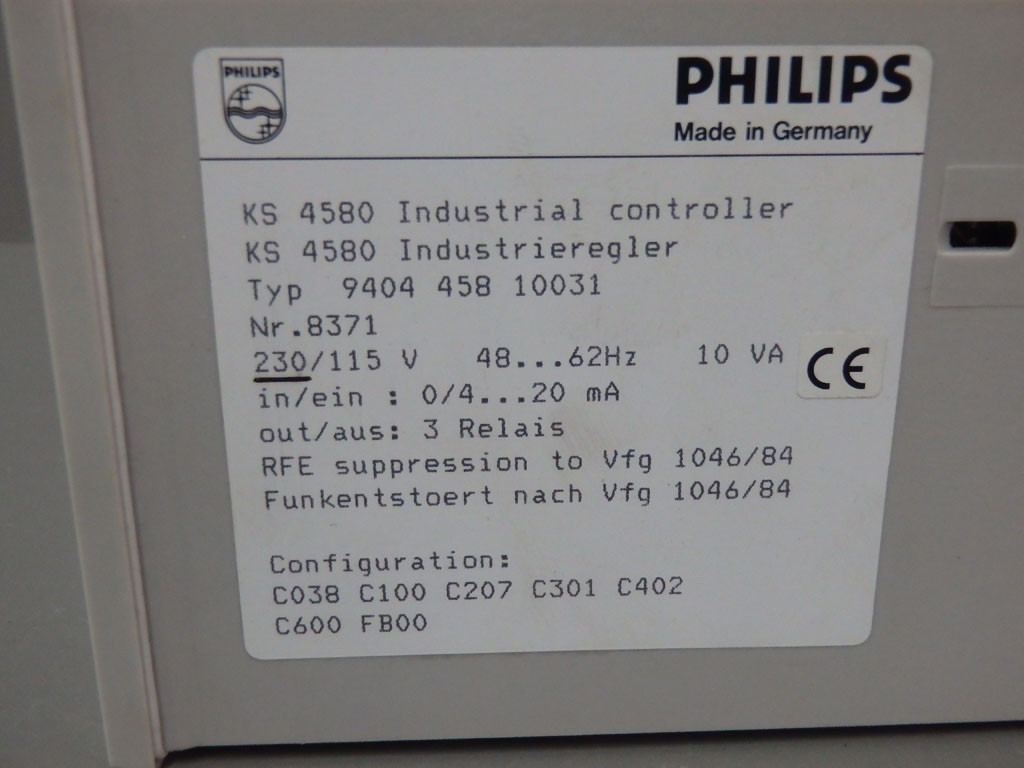 PHILIPS
PHILIPS
Made in Germany
KS 4580 Industrial controller
KS 4580 Industrieregler
Typ 9404 458 10031
Nr.8371
230/115 V 48...62Hz 10 VA CE
in/ein : 0/4...20 mA
out/aus: 3 Relais
RFE suppression to Vfg 1046/84
Funkentstoert nach Vfg 1046/84
Configuration:
C038 C100 C207 C301 C402
C600 FB00